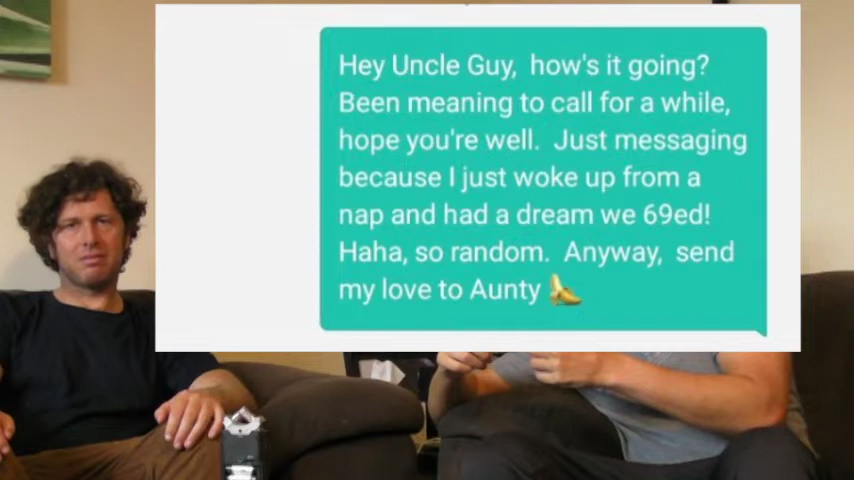 Hey Uncle Guy, how's it going?
Been meaning to call for a while,
hope you're well. Just messaging
because I just woke up from a
nap and had a dream we 69ed!
Haha, so random. Anyway, send
my love to Aunty 👢